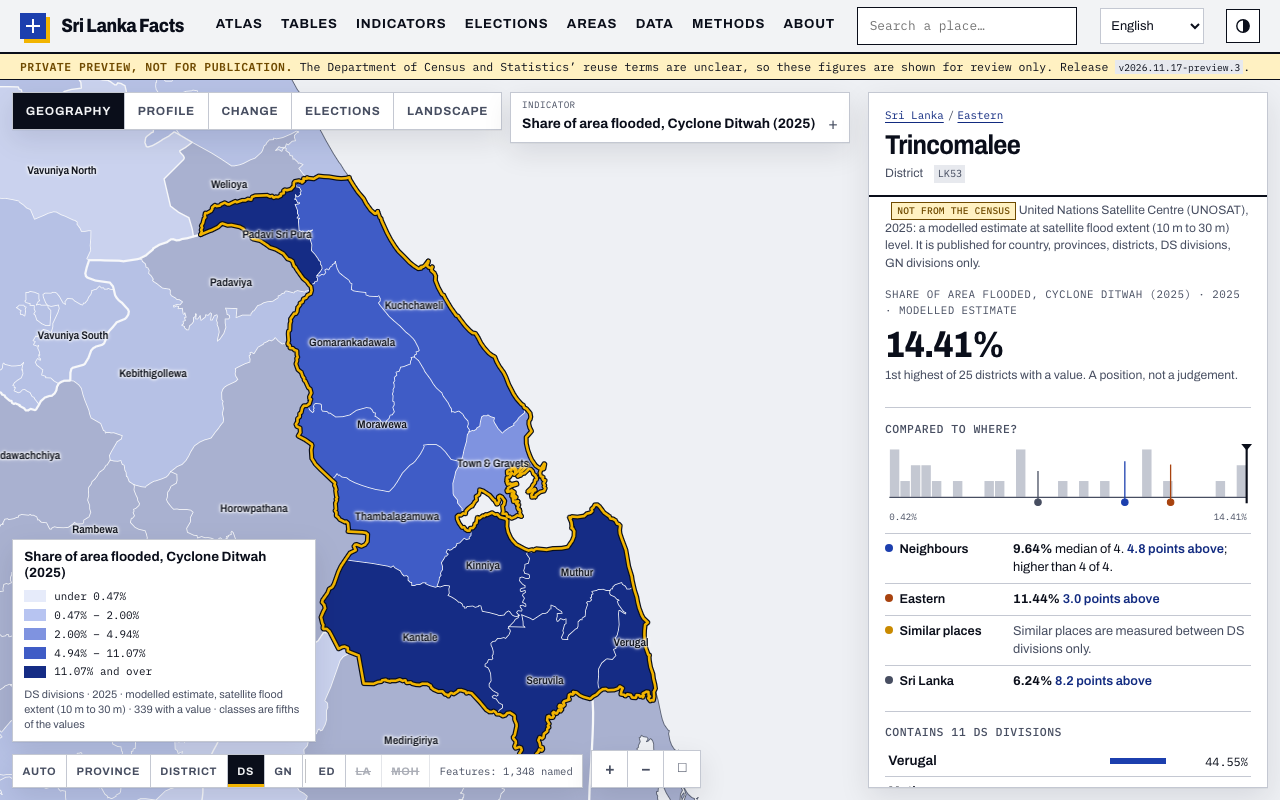 Sri Lanka Facts
ATLAS TABLES INDICATORS ELECTIONS AREAS DATA METHODS ABOUT
Search a place…
English
PRIVATE PREVIEW, NOT FOR PUBLICATION. The Department of Census and Statistics’ reuse terms are unclear, so these figures are shown for review only. Release v2026.11.17-preview.3.
GEOGRAPHY PROFILE CHANGE ELECTIONS LANDSCAPE
INDICATOR
Share of area flooded, Cyclone Ditwah (2025) +
Vavuniya North
Welioya
Padavi Sri Pura
Padaviya
Kuchchaveli
Vavuniya South
Gomarankadawala
Kebithigollewa
Morawewa
dawachchiya
Town & Gravets
Horowpathana
Thambalagamuwa
Rambewa
Kinniya
Muthur
Kantale
Verugal
Seruvila
Medirigiriya
Share of area flooded, Cyclone Ditwah
(2025)
under 0.47%
0.47% – 2.00%
2.00% – 4.94%
4.94% – 11.07%
11.07% and over
DS divisions · 2025 · modelled estimate, satellite flood
extent (10 m to 30 m) · 339 with a value · classes are fifths
of the values
AUTO PROVINCE DISTRICT DS GN ED LA MOH Features: 1,348 named
+ −
Sri Lanka / Eastern
Trincomalee
District LK53
NOT FROM THE CENSUS United Nations Satellite Centre (UNOSAT),
2025: a modelled estimate at satellite flood extent (10 m to 30 m)
level. It is published for country, provinces, districts, DS divisions,
GN divisions only.
SHARE OF AREA FLOODED, CYCLONE DITWAH (2025) · 2025
· MODELLED ESTIMATE
14.41%
1st highest of 25 districts with a value. A position, not a judgement.
COMPARED TO WHERE?
0.42% 14.41%
Neighbours 9.64% median of 4. 4.8 points above;
higher than 4 of 4.
Eastern 11.44% 3.0 points above
Similar places Similar places are measured between DS
divisions only.
Sri Lanka 6.24% 8.2 points above
CONTAINS 11 DS DIVISIONS
Verugal 44.55%